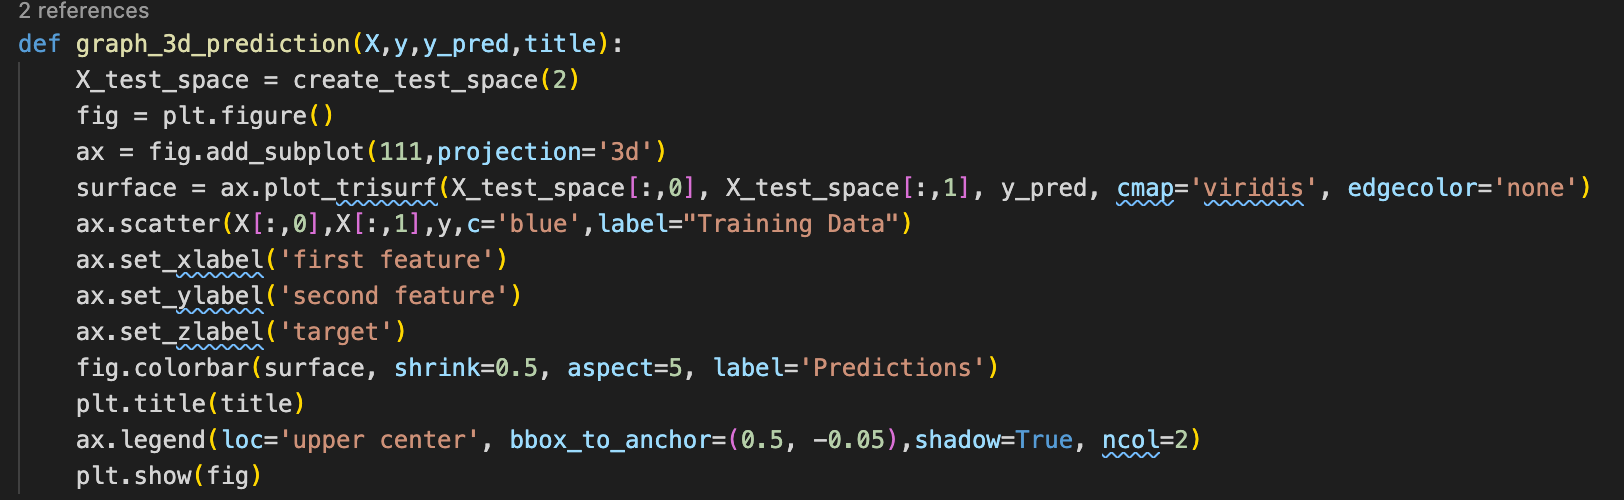 2 references
def graph_3d_prediction(X,y,y_pred,title):
    X_test_space = create_test_space(2)
    fig = plt.figure()
    ax = fig.add_subplot(111,projection='3d')
    surface = ax.plot_trisurf(X_test_space[:,0], X_test_space[:,1], y_pred, cmap='viridis', edgecolor='none')
    ax.scatter(X[:,0],X[:,1],y,c='blue',label="Training Data")
    ax.set_xlabel('first feature')
    ax.set_ylabel('second feature')
    ax.set_zlabel('target')
    fig.colorbar(surface, shrink=0.5, aspect=5, label='Predictions')
    plt.title(title)
    ax.legend(loc='upper center', bbox_to_anchor=(0.5, -0.05),shadow=True, ncol=2)
    plt.show(fig)